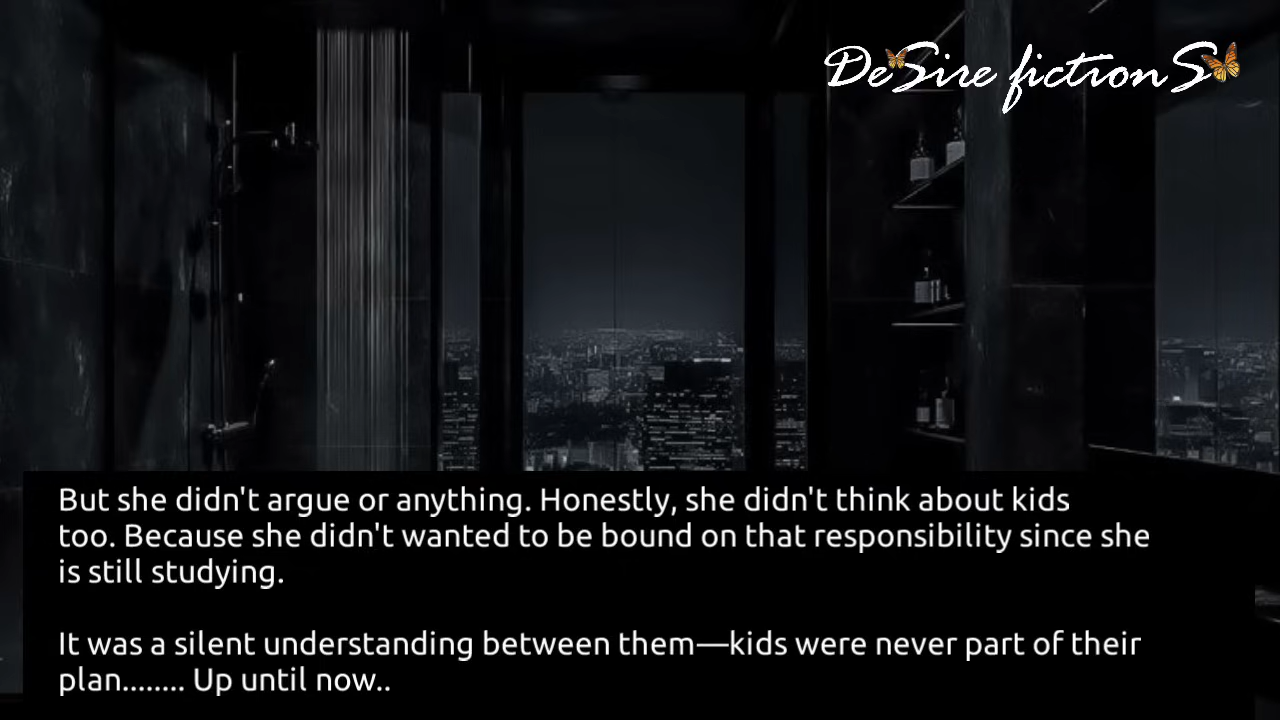 DeSire fictionS
But she didn't argue or anything. Honestly, she didn't think about kids
too. Because she didn't wanted to be bound on that responsibility since she
is still studying.
It was a silent understanding between them—kids were never part of their
plan........ Up until now..